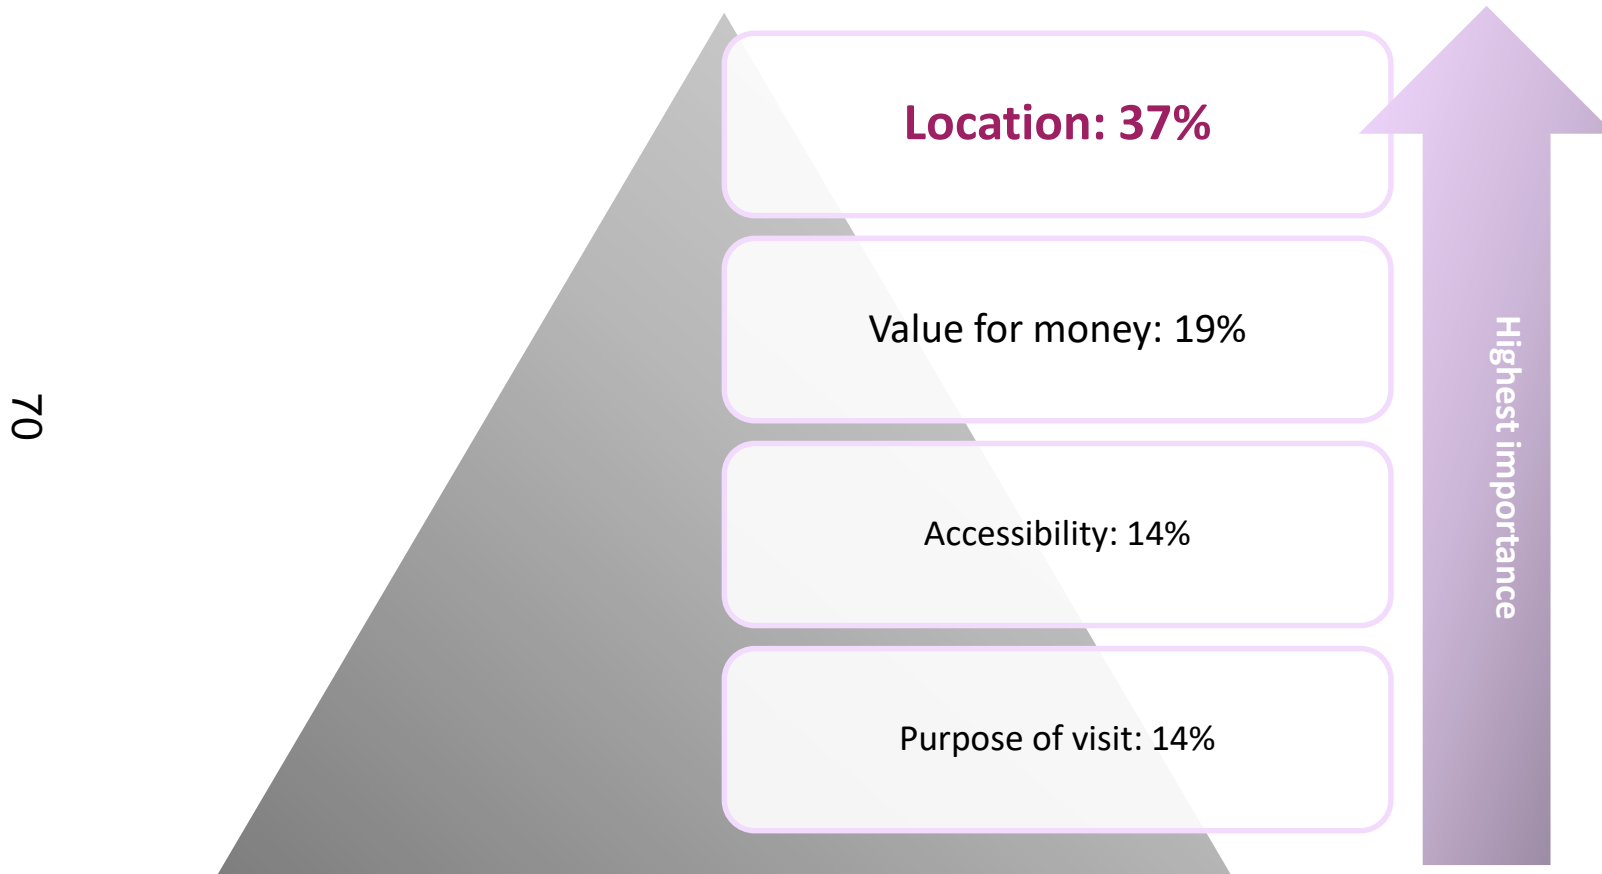 Location: 37%
Value for money: 19%
Accessibility: 14%
Purpose of visit: 14%
Highest importance
70